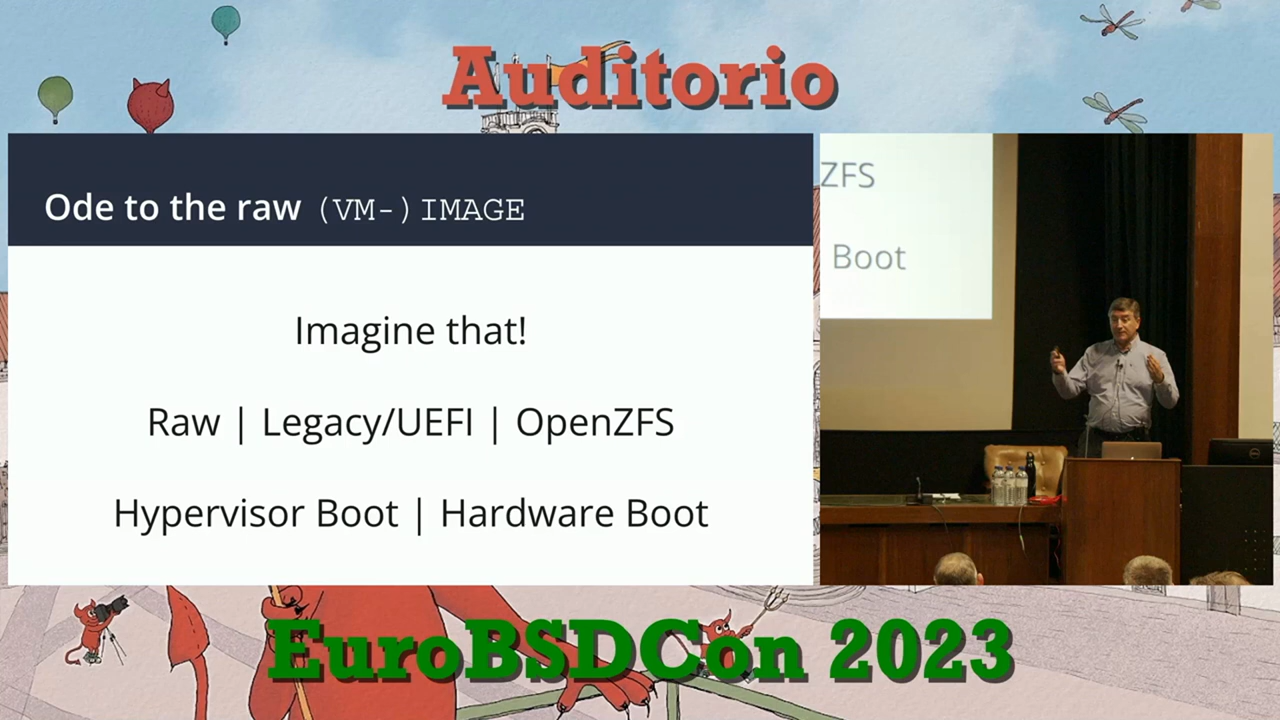 Auditorio
Ode to the raw (VM-)IMAGE
Imagine that!
Raw | Legacy/UEFI | OpenZFS
Hypervisor Boot | Hardware Boot
ZFS
Boot
EuroBSDCon 2023